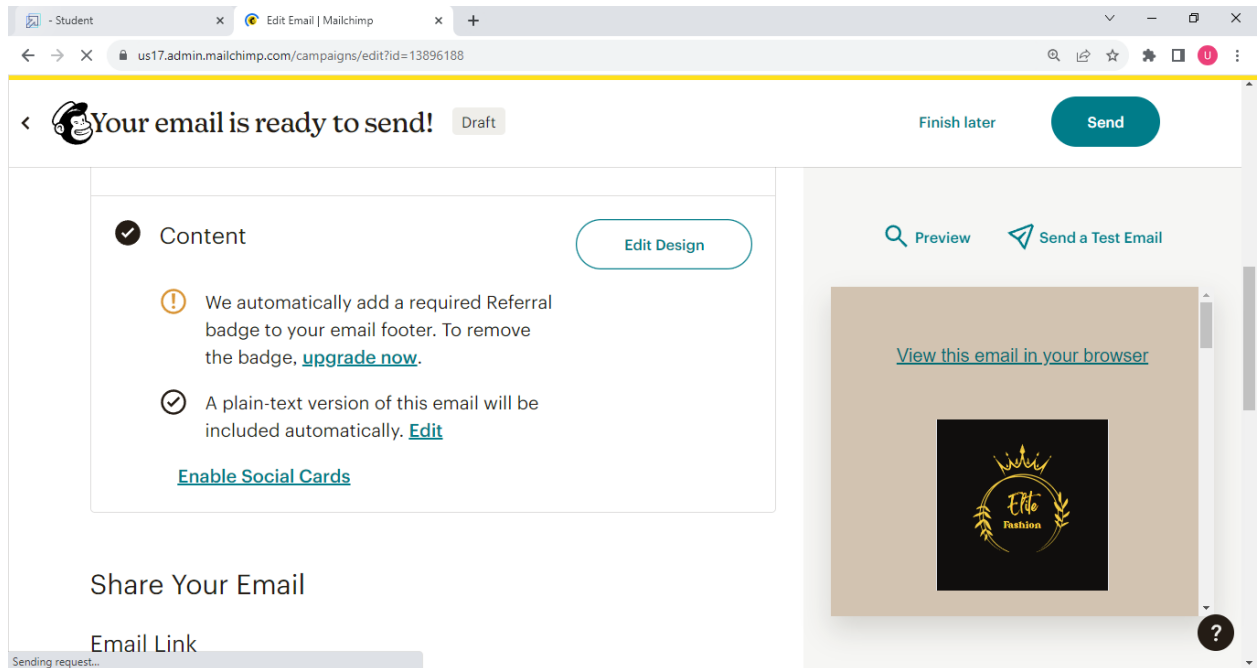 - Student
Edit Email | Mailchimp
us17.admin.mailchimp.com/campaigns/edit?id=13896188
U
Your email is ready to send!
Draft
Finish later
Send
Content
Edit Design
We automatically add a required Referral
badge to your email footer. To remove
the badge, upgrade now.
A plain-text version of this email will be
included automatically. Edit
Enable Social Cards
Share Your Email
Email Link
Preview
Send a Test Email
View this email in your browser
Elite
Fashion
?
Sending request...